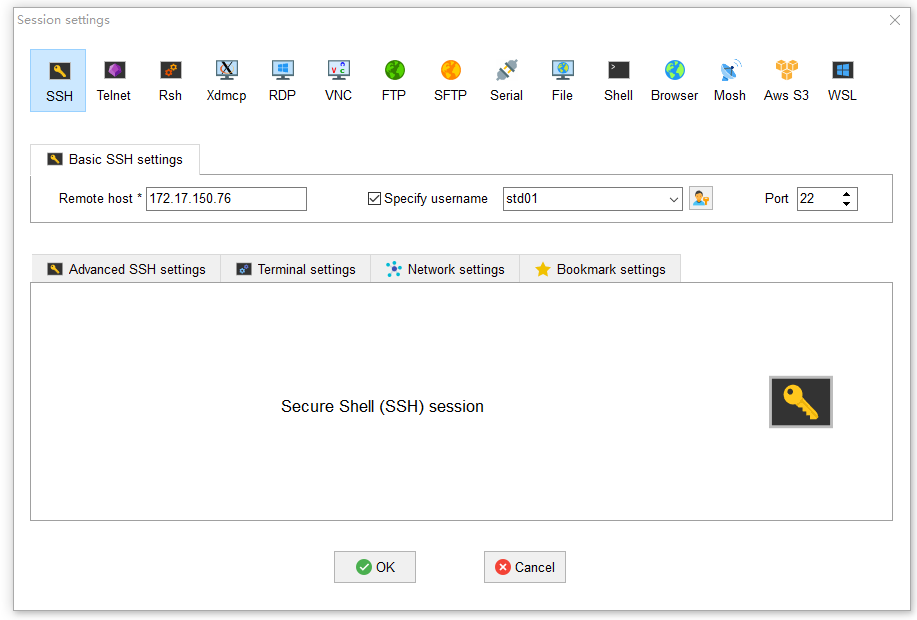 Session settings
SSH Telnet Rsh Xdmcp RDP VNC FTP SFTP Serial File Shell Browser Mosh Aws S3 WSL
Basic SSH settings
Remote host * 172.17.150.76 Specify username std01 Port 22
Advanced SSH settings Terminal settings Network settings Bookmark settings
Secure Shell (SSH) session
OK Cancel